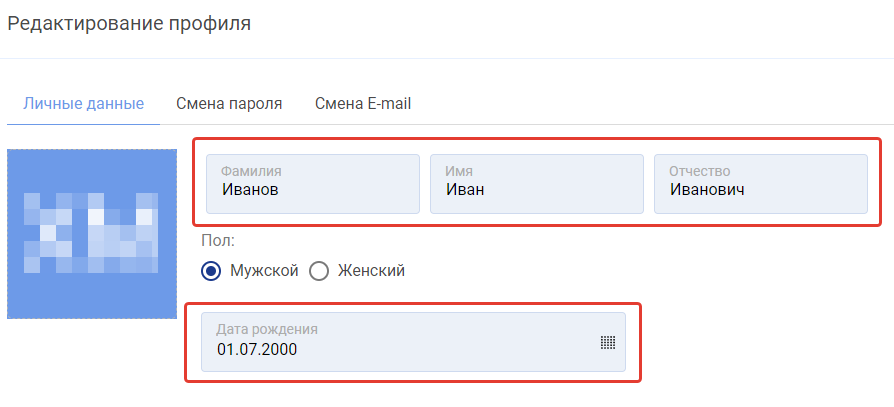 Редактирование профиля
Личные данные Смена пароля Смена E-mail
Фамилия Имя Отчество
Иванов Иван Иванович
Пол:
Мужской Женский
Дата рождения
01.07.2000